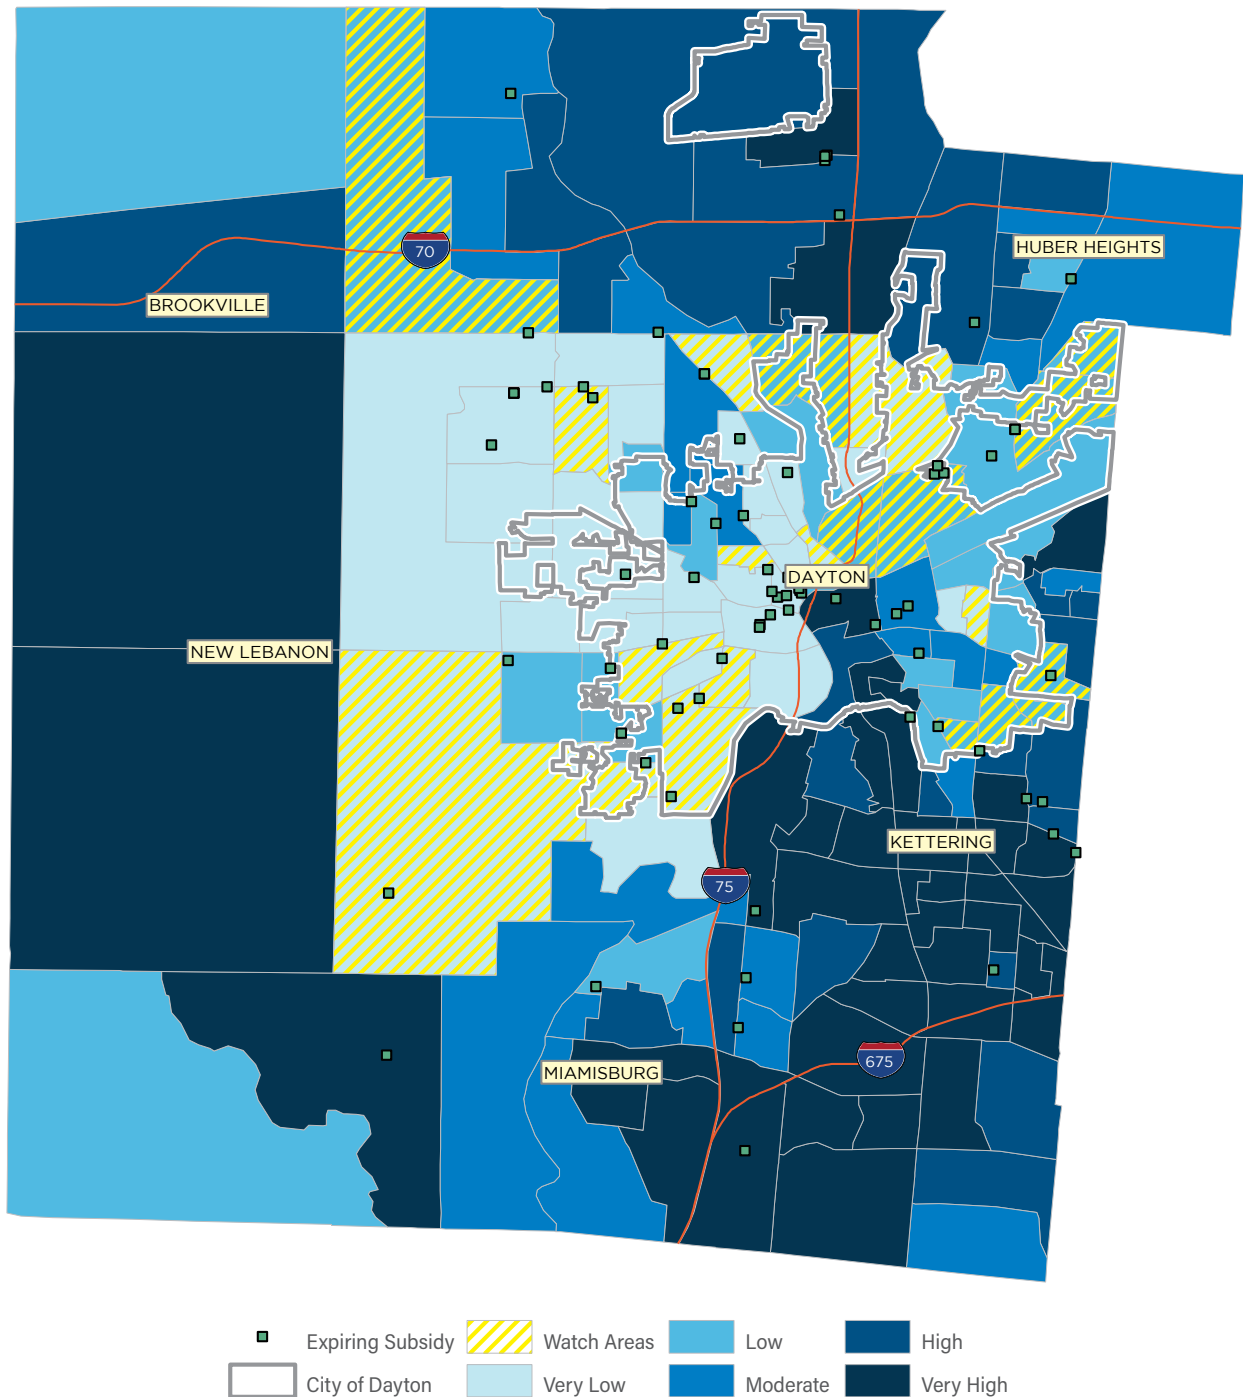 HUBER HEIGHTS
70
BROOKVILLE
DAYTON
NEW LEBANON
KETTERING
75
675
MIAMISBURG
Expiring Subsidy
Watch Areas
Low
High
City of Dayton
Very Low
Moderate
Very High